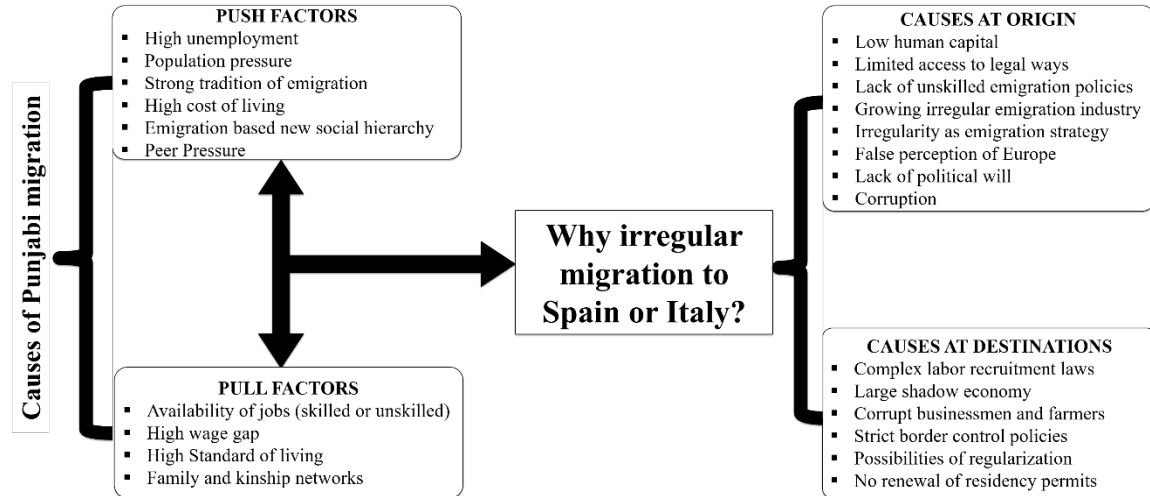 Causes of Punjabi migration
PUSH FACTORS
▪ High unemployment
▪ Population pressure
▪ Strong tradition of emigration
▪ High cost of living
▪ Emigration based new social hierarchy
▪ Peer Pressure
PULL FACTORS
▪ Availability of jobs (skilled or unskilled)
▪ High wage gap
▪ High Standard of living
▪ Family and kinship networks
Why irregular
migration to
Spain or Italy?
CAUSES AT ORIGIN
▪ Low human capital
▪ Limited access to legal ways
▪ Lack of unskilled emigration policies
▪ Growing irregular emigration industry
▪ Irregularity as emigration strategy
▪ False perception of Europe
▪ Lack of political will
▪ Corruption
CAUSES AT DESTINATIONS
▪ Complex labor recruitment laws
▪ Large shadow economy
▪ Corrupt businessmen and farmers
▪ Strict border control policies
▪ Possibilities of regularization
▪ No renewal of residency permits